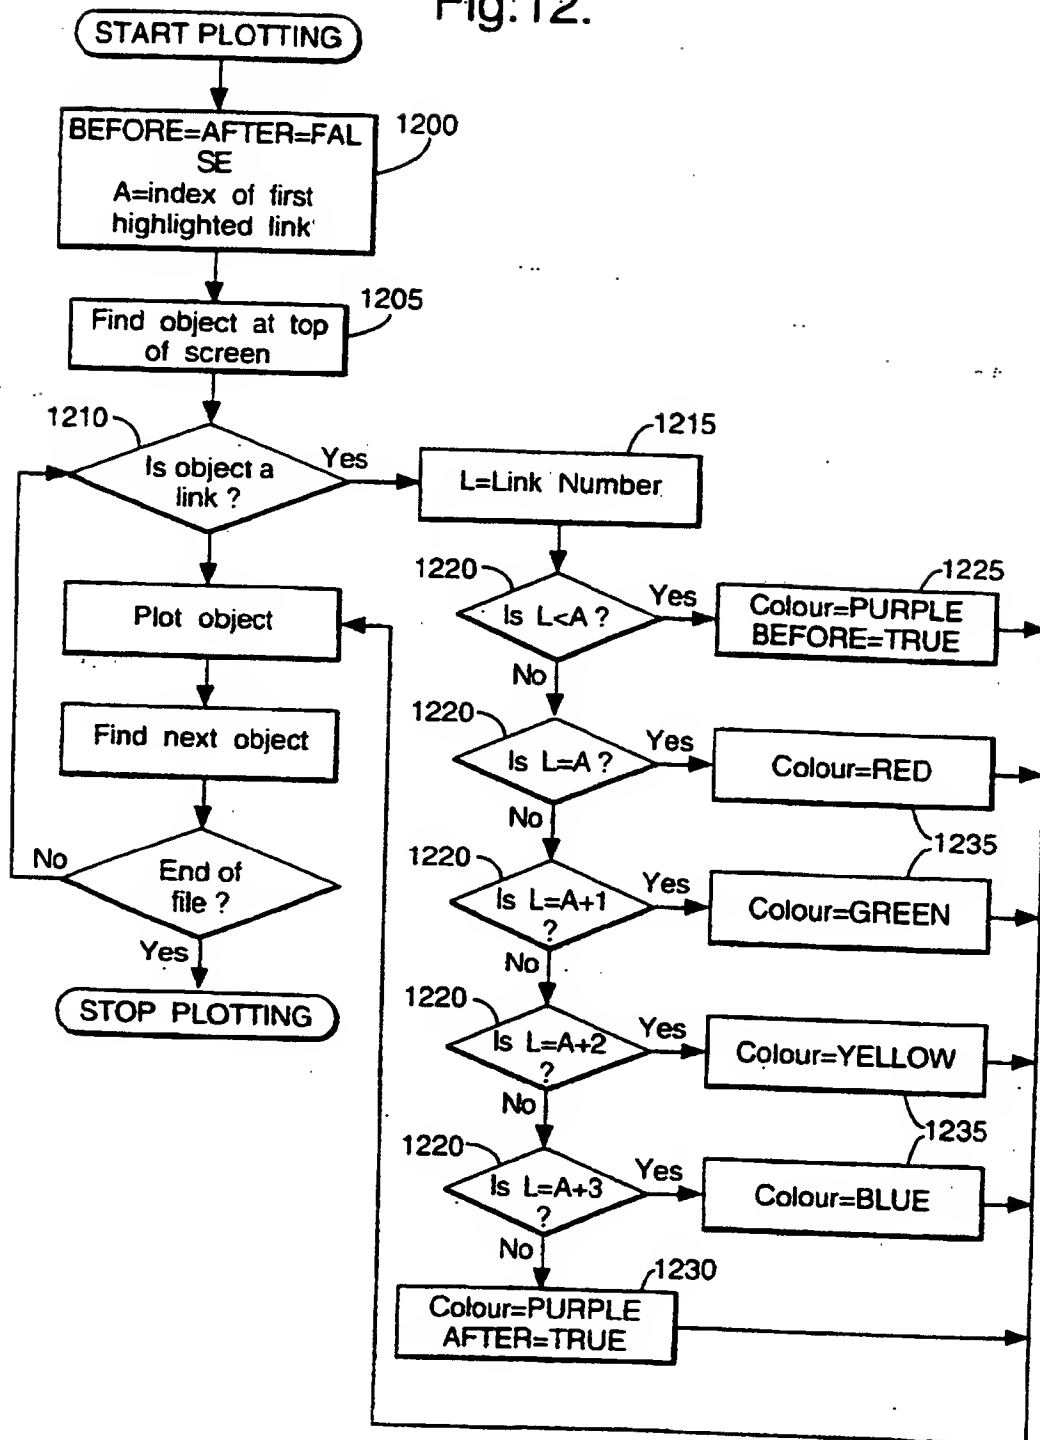 Fig:12.
START PLOTTING
BEFORE=AFTER=FAL
SE
A=index of first
highlighted link
1200
Find object at top
of screen
1205
1210
Is object a
link ?
Yes
L=Link Number
1215
Plot object
Find next object
End of
file ?
No
Yes
STOP PLOTTING
1220
Is L<A ?
Yes
Colour=PURPLE
BEFORE=TRUE
1225
No
1220
Is L=A ?
Yes
Colour=RED
No
1235
1220
Is L=A+1
?
Yes
Colour=GREEN
No
1220
Is L=A+2
?
Yes
Colour=YELLOW
No
1235
1220
Is L=A+3
?
Yes
Colour=BLUE
No
1230
Colour=PURPLE
AFTER=TRUE